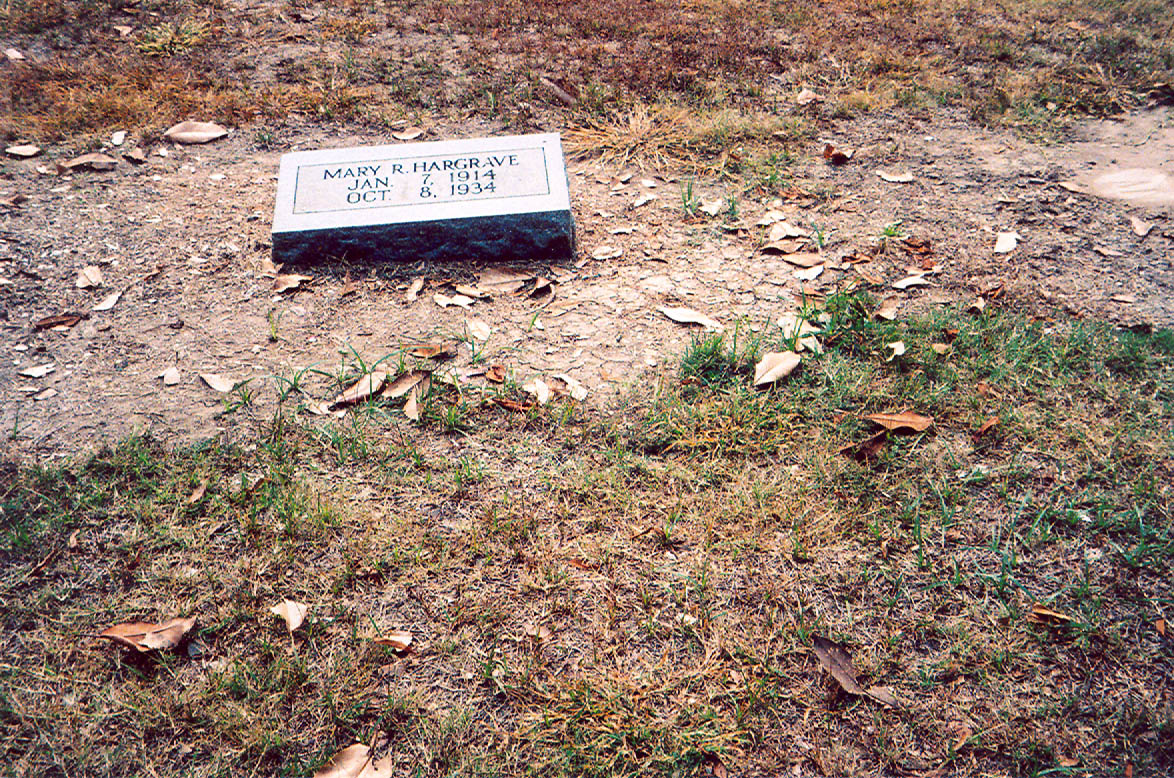 MARY R. HARGRAVE
JAN. 7, 1914
OCT. 8, 1934